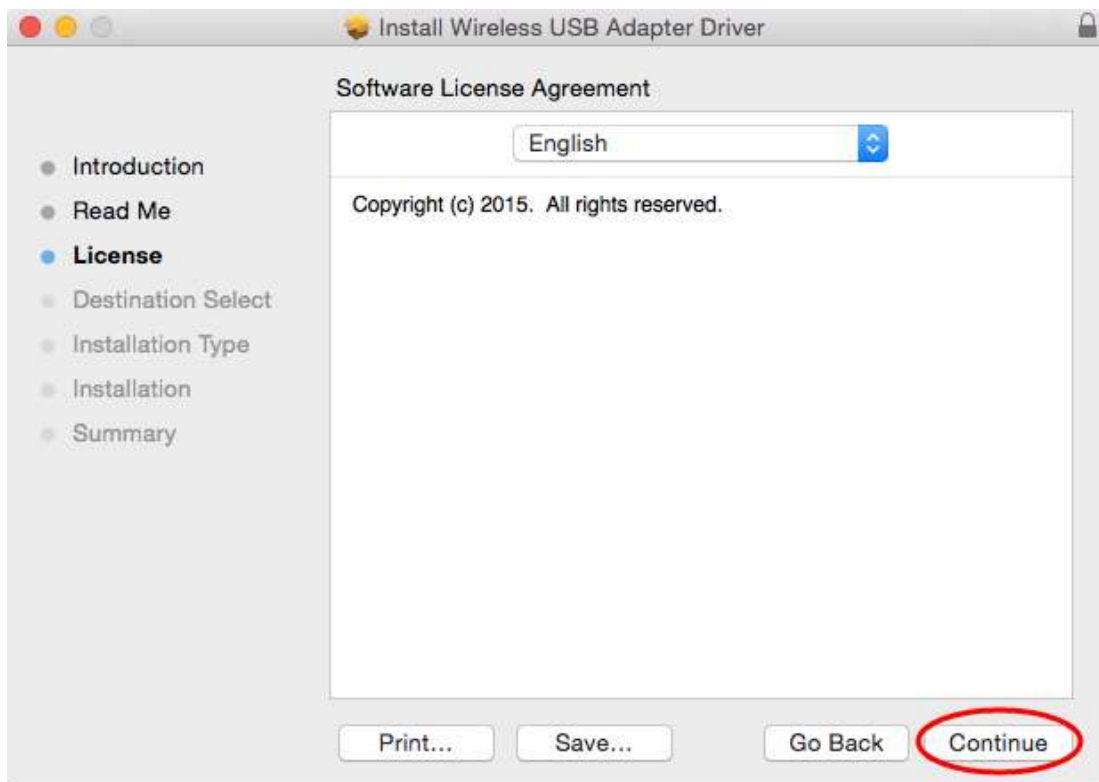 Install Wireless USB Adapter Driver
Software License Agreement
Introduction
Read Me
License
Destination Select
Installation Type
Installation
Summary
English
Copyright (c) 2015.  All rights reserved.
Print...
Save...
Go Back
Continue